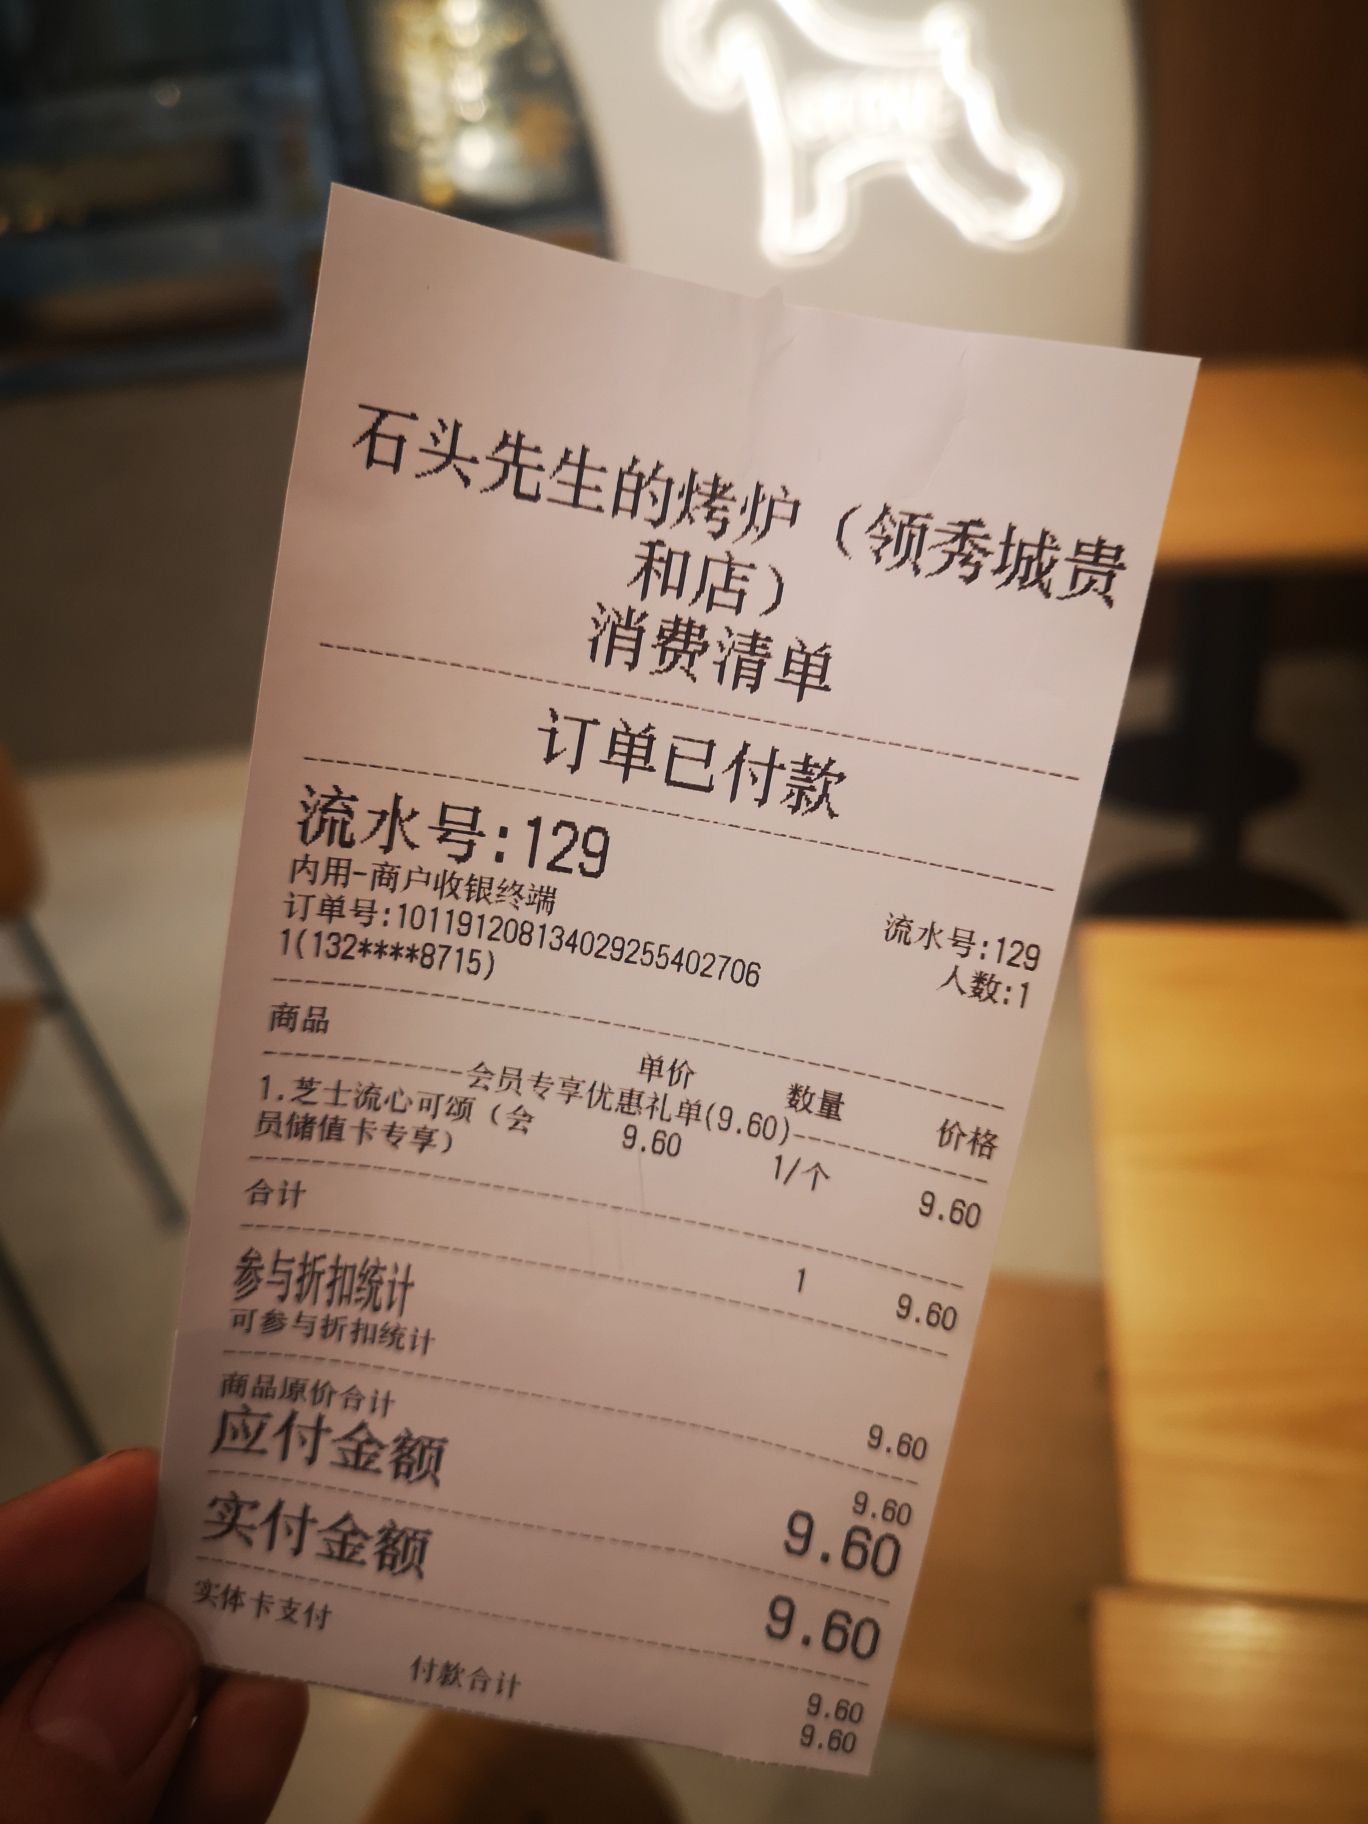 石头先生的烤炉（领秀城贵
和店）
消费清单
订单已付款
流水号:129
内用-商户收银终端
流水号:129
订单号:101191208134029255402706
人数:1
1(132****8715)
商品 单价 数量 价格
会员专享优惠礼单(9.60)
1.芝士流心可颂（会 9.60 1/个 9.60
员储值卡专享）
合计 1 9.60
参与折扣统计
可参与折扣统计 9.60
商品原价合计 9.60
应付金额 9.60
实付金额 9.60
实体卡支付 9.60
付款合计 9.60